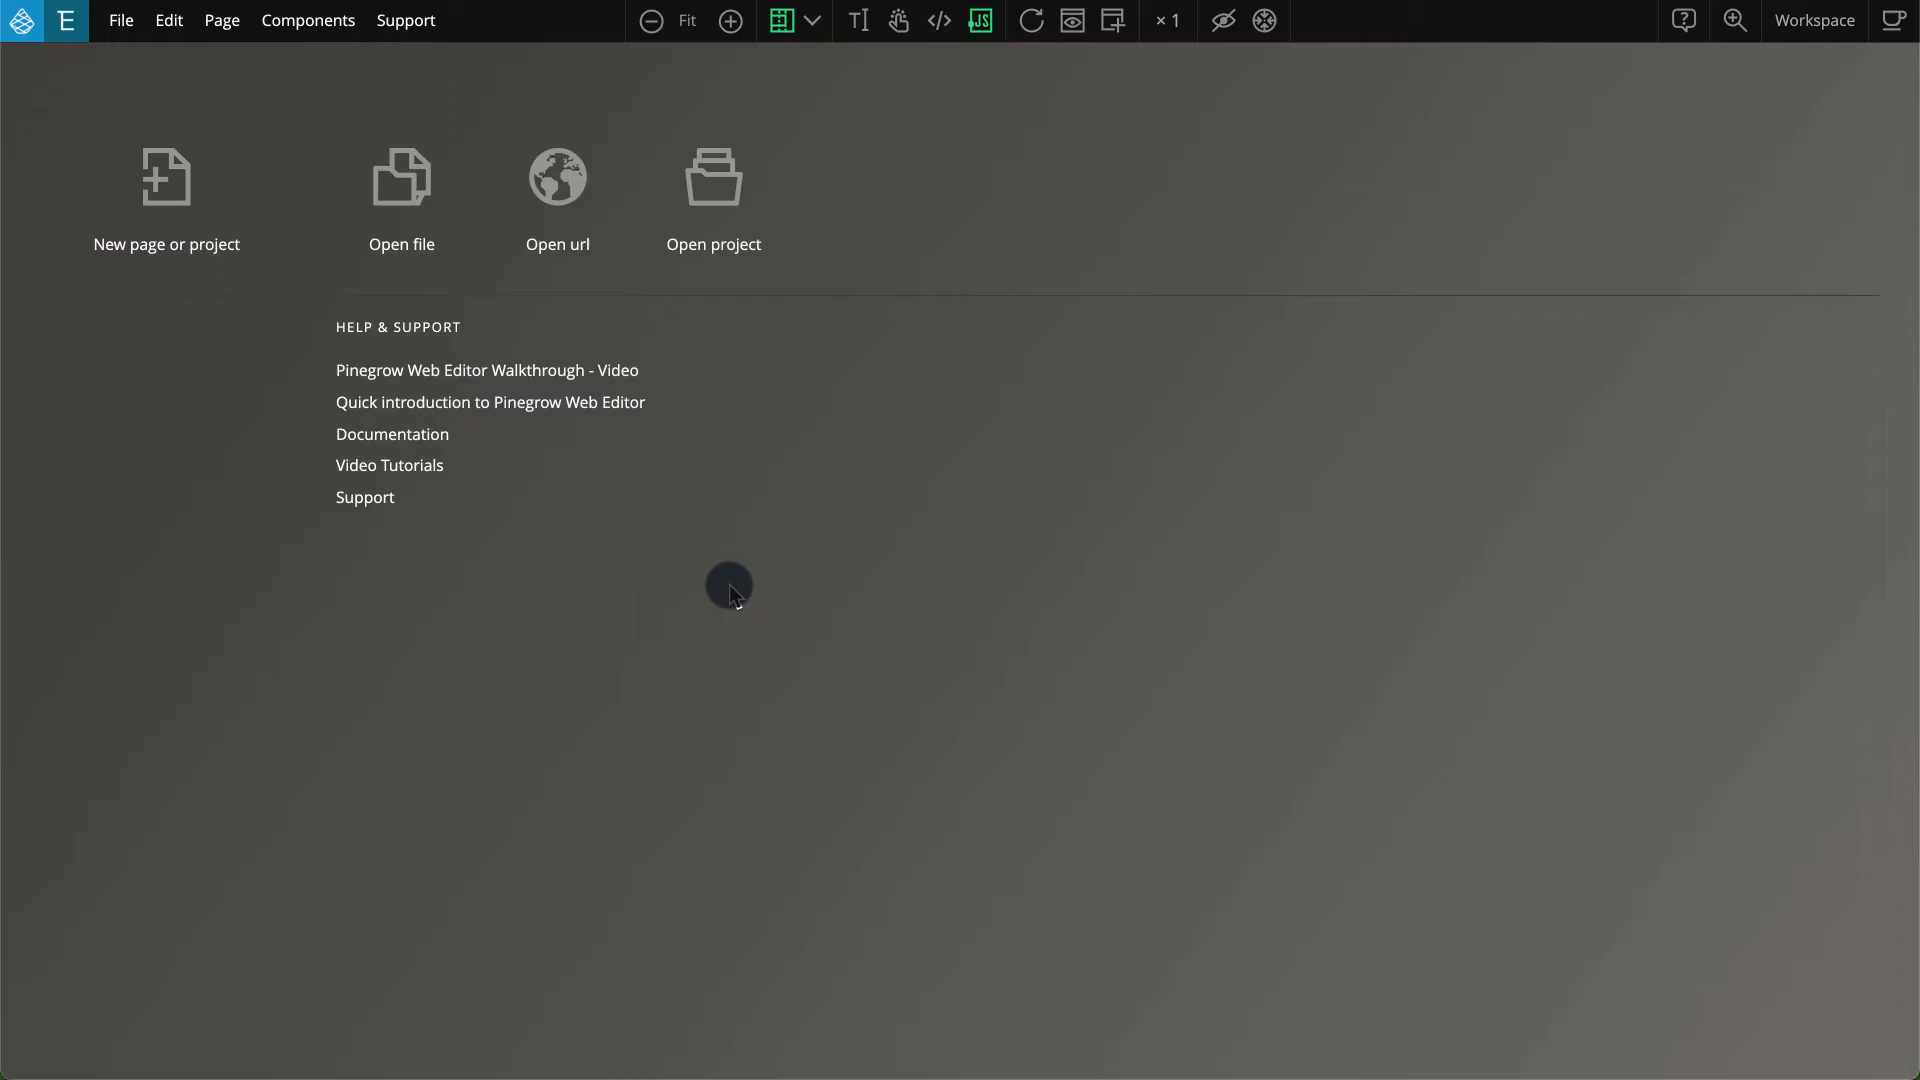 E File Edit Page Components Support Fit TI </> JS × 1 ? Workspace
New page or project Open file Open url Open project
HELP & SUPPORT
Pinegrow Web Editor Walkthrough - Video
Quick introduction to Pinegrow Web Editor
Documentation
Video Tutorials
Support